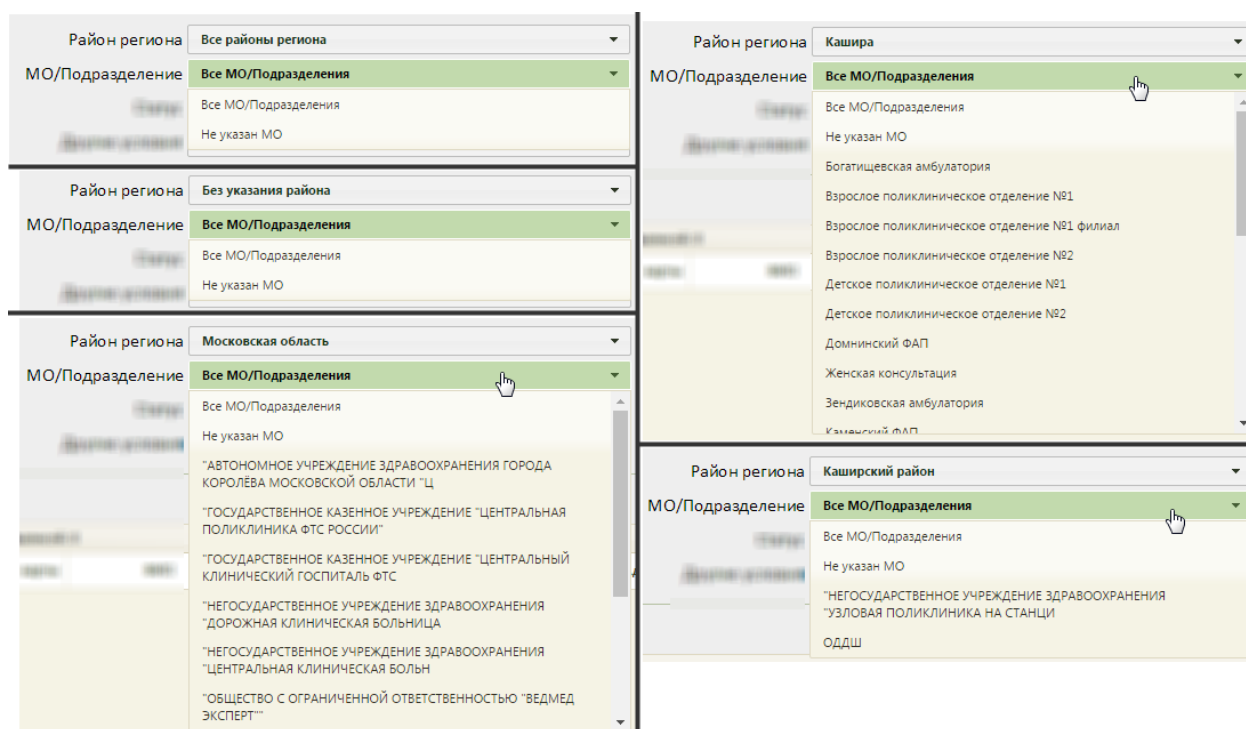 Район региона Все районы региона
МО/Подразделение Все МО/Подразделения
Все МО/Подразделения
Не указан МО
Район региона Без указания района
МО/Подразделение Все МО/Подразделения
Все МО/Подразделения
Не указан МО
Район региона Московская область
МО/Подразделение Все МО/Подразделения
Все МО/Подразделения
Не указан МО
"АВТОНОМНОЕ УЧРЕЖДЕНИЕ ЗДРАВООХРАНЕНИЯ ГОРОДА
КОРОЛЁВА МОСКОВСКОЙ ОБЛАСТИ "Ц
"ГОСУДАРСТВЕННОЕ КАЗЕННОЕ УЧРЕЖДЕНИЕ "ЦЕНТРАЛЬНАЯ
ПОЛИКЛИНИКА ФТС РОССИИ"
"ГОСУДАРСТВЕННОЕ КАЗЕННОЕ УЧРЕЖДЕНИЕ "ЦЕНТРАЛЬНЫЙ
КЛИНИЧЕСКИЙ ГОСПИТАЛЬ ФТС
"НЕГОСУДАРСТВЕННОЕ УЧРЕЖДЕНИЕ ЗДРАВООХРАНЕНИЯ
"ДОРОЖНАЯ КЛИНИЧЕСКАЯ БОЛЬНИЦА
"НЕГОСУДАРСТВЕННОЕ УЧРЕЖДЕНИЕ ЗДРАВООХРАНЕНИЯ
"ЦЕНТРАЛЬНАЯ КЛИНИЧЕСКАЯ БОЛЬН
"ОБЩЕСТВО С ОГРАНИЧЕННОЙ ОТВЕТСТВЕННОСТЬЮ "ВЕДМЕД
ЭКСПЕРТ""
Район региона Кашира
МО/Подразделение Все МО/Подразделения
Все МО/Подразделения
Не указан МО
Богатищевская амбулатория
Взрослое поликлиническое отделение №1
Взрослое поликлиническое отделение №1 филиал
Взрослое поликлиническое отделение №2
Детское поликлиническое отделение №1
Детское поликлиническое отделение №2
Домнинский ФАП
Женская консультация
Зендиковская амбулатория
Каменский ФАП
Район региона Каширский район
МО/Подразделение Все МО/Подразделения
Все МО/Подразделения
Не указан МО
"НЕГОСУДАРСТВЕННОЕ УЧРЕЖДЕНИЕ ЗДРАВООХРАНЕНИЯ
"УЗЛОВАЯ ПОЛИКЛИНИКА НА СТАНЦИ
ОДДШ